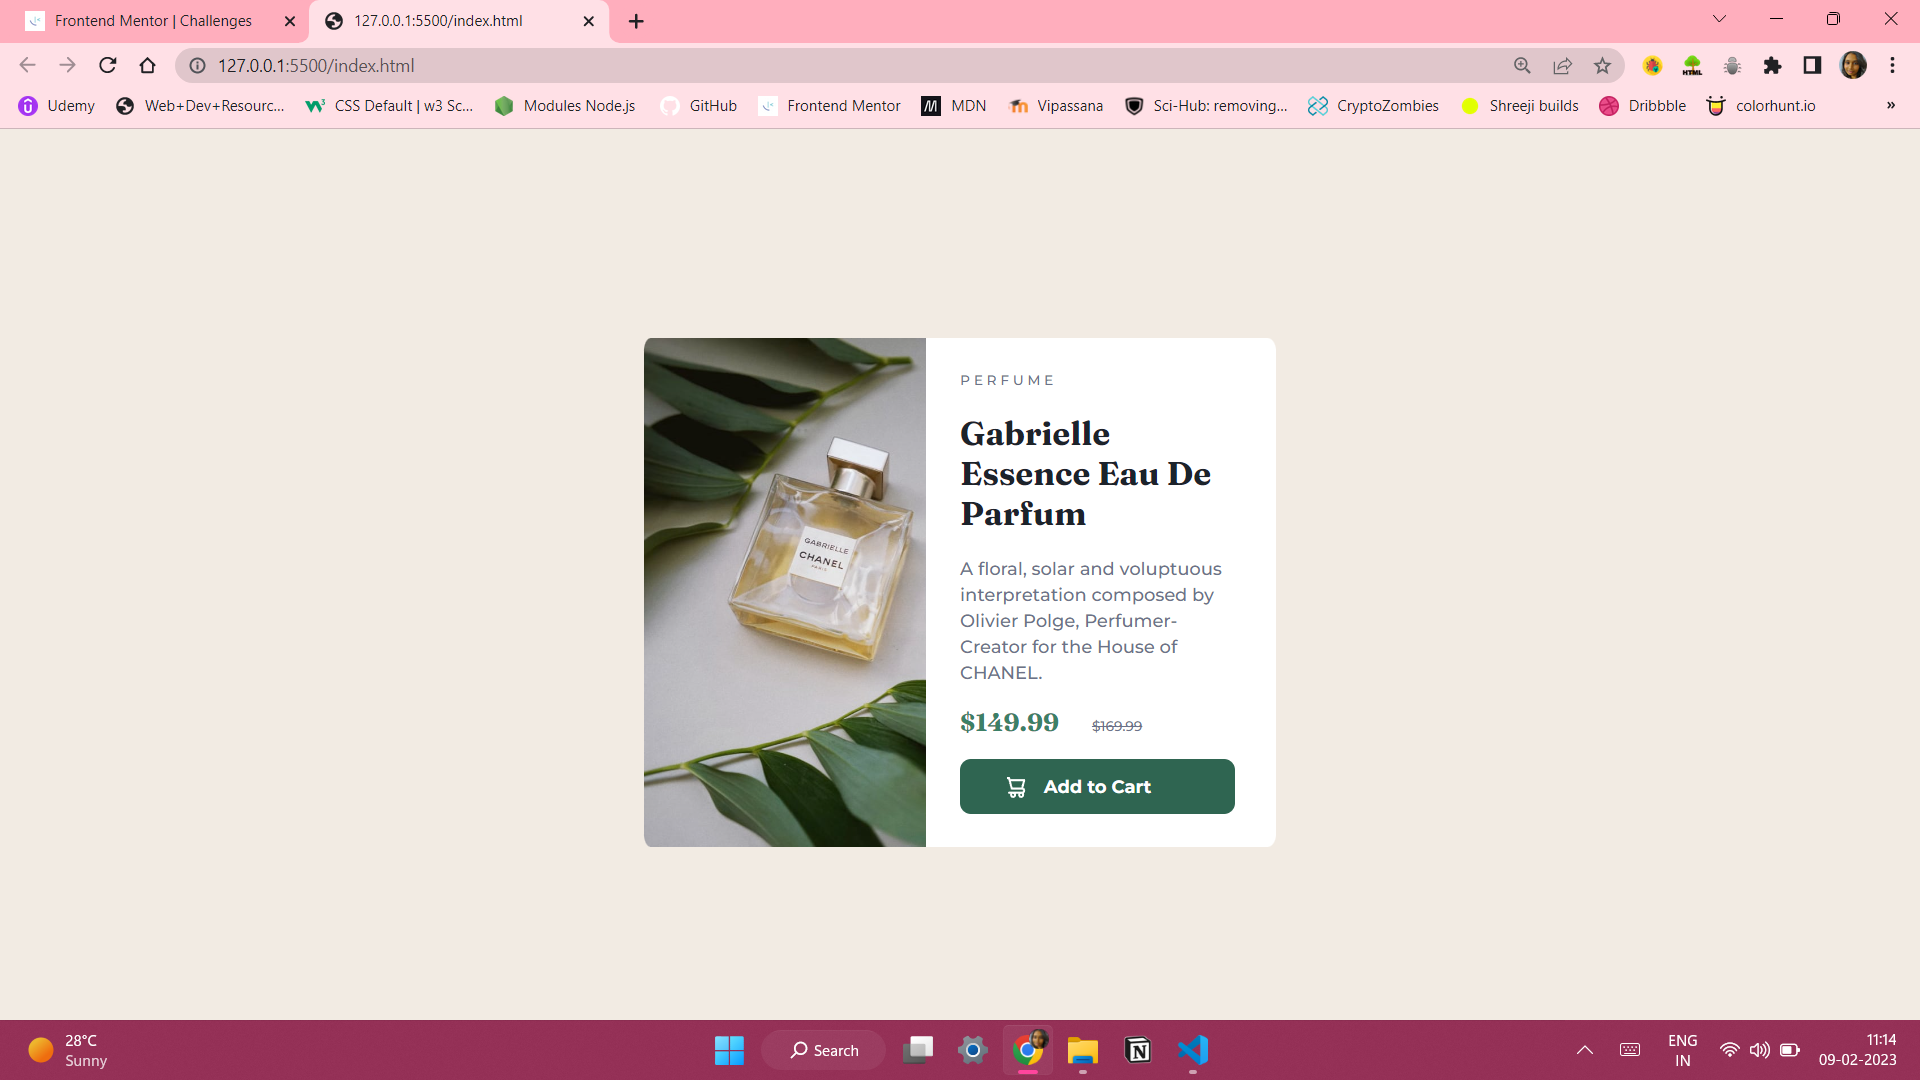 Frontend Mentor | Challenges
127.0.0.1:5500/index.html
127.0.0.1:5500/index.html
HTML
Udemy
Web+Dev+Resourc...
CSS Default | w3 Sc...
Modules Node.js
GitHub
Frontend Mentor
MDN
Vipassana
Sci-Hub: removing...
CryptoZombies
Shreeji builds
Dribbble
colorhunt.io
»
GABRIELLE
CHANEL
PARIS
PERFUME
Gabrielle
Essence Eau De
Parfum
A floral, solar and voluptuous
interpretation composed by
Olivier Polge, Perfumer-
Creator for the House of
CHANEL.
$149.99 $169.99
Add to Cart
28°C
Sunny
Search
ENG
IN
11:14
09-02-2023